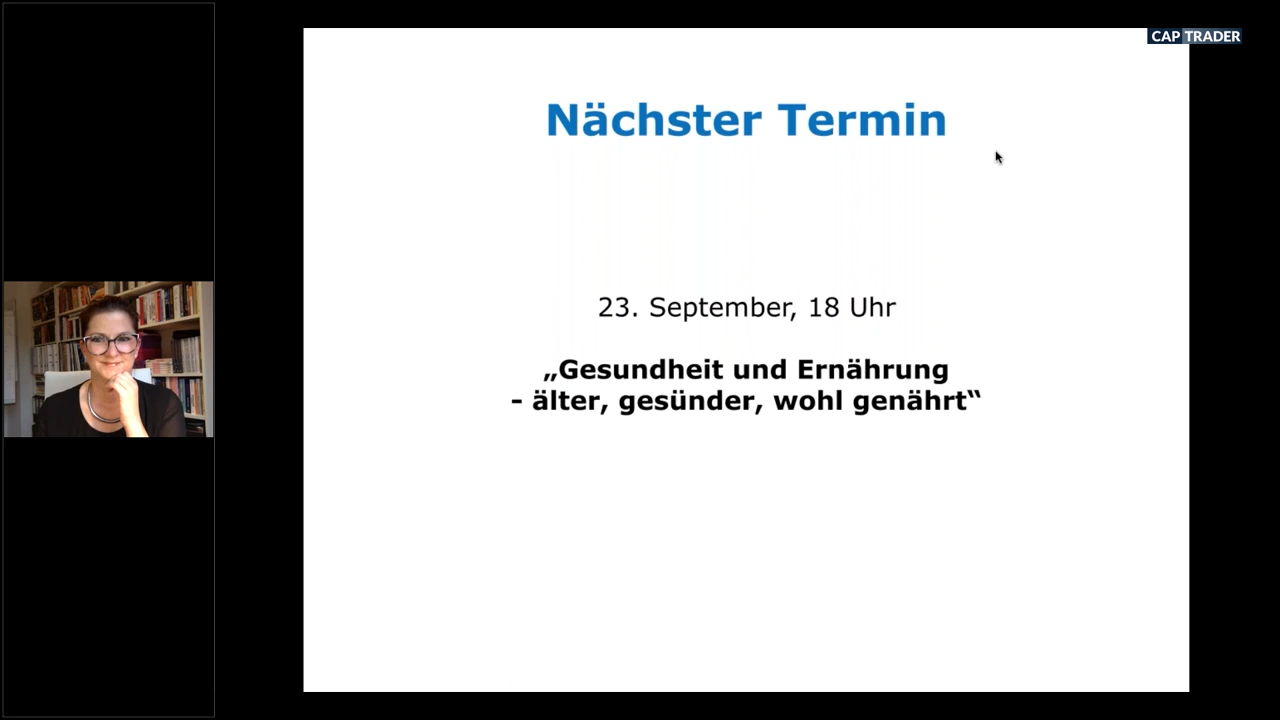 CAP TRADER
Nächster Termin
23. September, 18 Uhr
„Gesundheit und Ernährung
- älter, gesünder, wohl genährt“